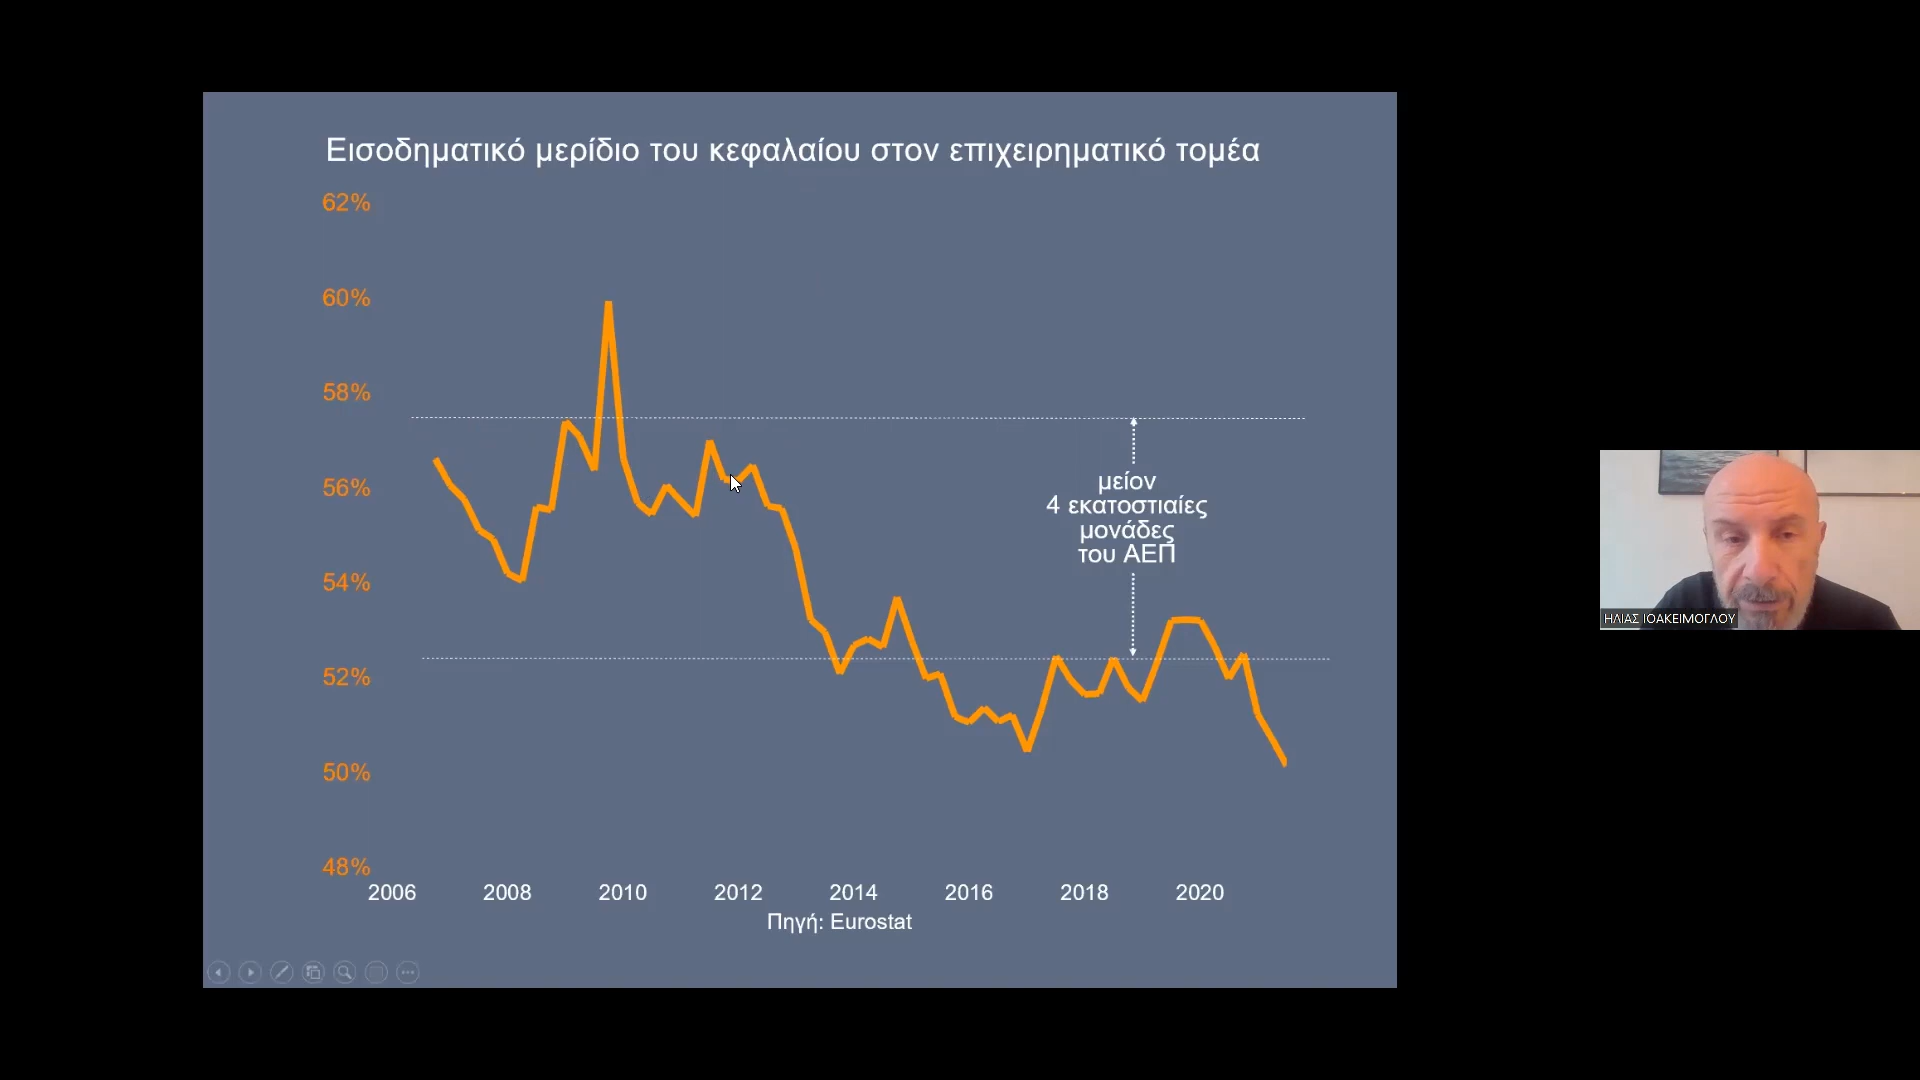 Εισοδηματικό μερίδιο του κεφαλαίου στον επιχειρηματικό τομέα
62%
60%
58%
56%
54%
52%
50%
48%
μείον
4 εκατοστιαίες
μονάδες
του ΑΕΠ
2006 2008 2010 2012 2014 2016 2018 2020
Πηγή: Eurostat
ΗΛΙΑΣ ΙΟΑΚΕΙΜΟΓΛΟΥ